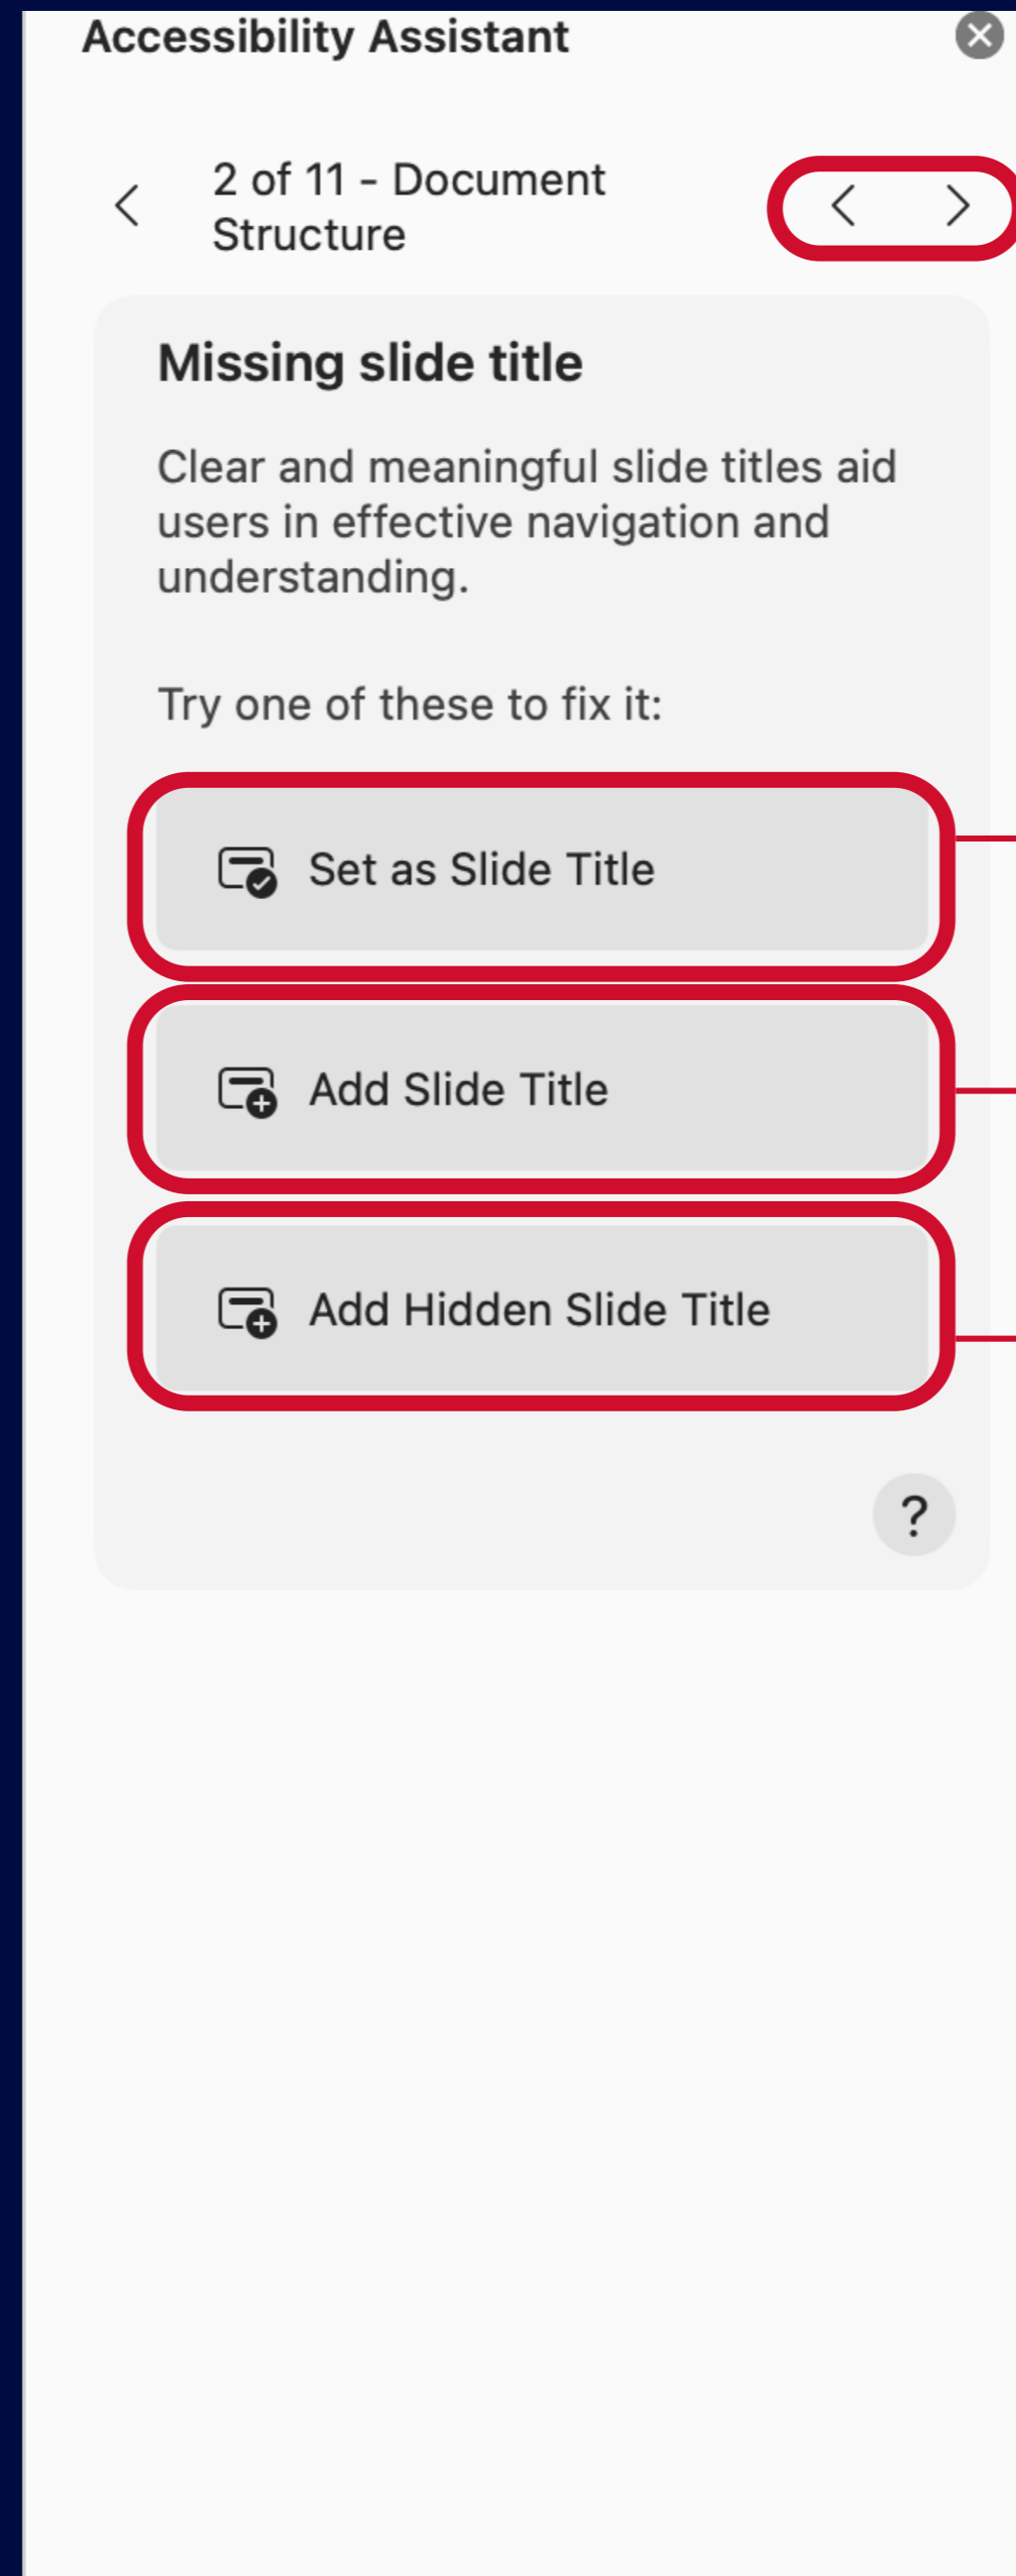 Accessibility Assistant
2 of 11 - Document
Structure
Missing slide title
Clear and meaningful slide titles aid
users in effective navigation and
understanding.
Try one of these to fix it:
Set as Slide Title
Add Slide Title
Add Hidden Slide Title
?